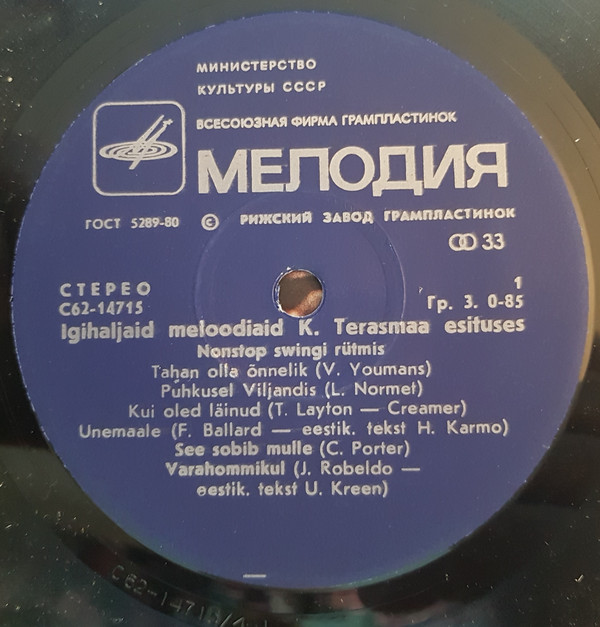 МИНИСТЕРСТВО
КУЛЬТУРЫ СССР
ВСЕСОЮЗНАЯ ФИРМА ГРАМПЛАСТИНОК
МЕЛОДИЯ
ГОСТ 5289-80 © РИЖСКИЙ ЗАВОД ГРАМПЛАСТИНОК
33
СТЕРЕО 1
С62-14715 Гр. 3. 0-85
Igihaljaid meloodiaid K. Terasmaa esituses
Nonstop swingi rütmis
Tahan olla õnnelik (V. Youmans)
Puhkusel Viljandis (L. Normet)
Kui oled läinud (T. Layton — Creamer)
Unemaale (F. Ballard — eestik. tekst H. Karmo)
See sobib mulle (C. Porter)
Varahommikul (J. Robeldo —
eestik. tekst U. Kreen)